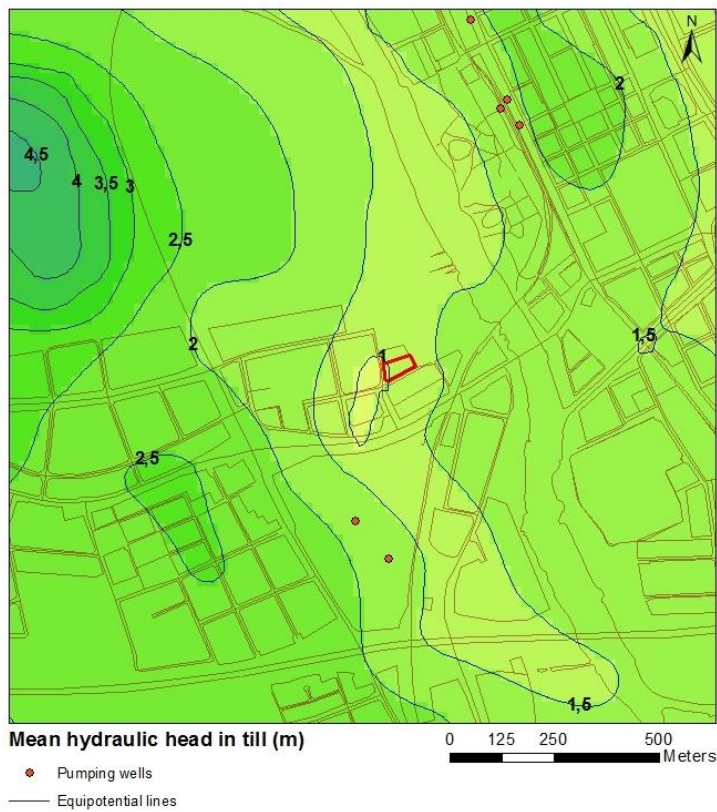 N
2
4,5
4
3,5
3
2,5
2
1
1,5
2,5
1,5
Mean hydraulic head in till (m)
0 125 250 500
Meters
Pumping wells
Equipotential lines